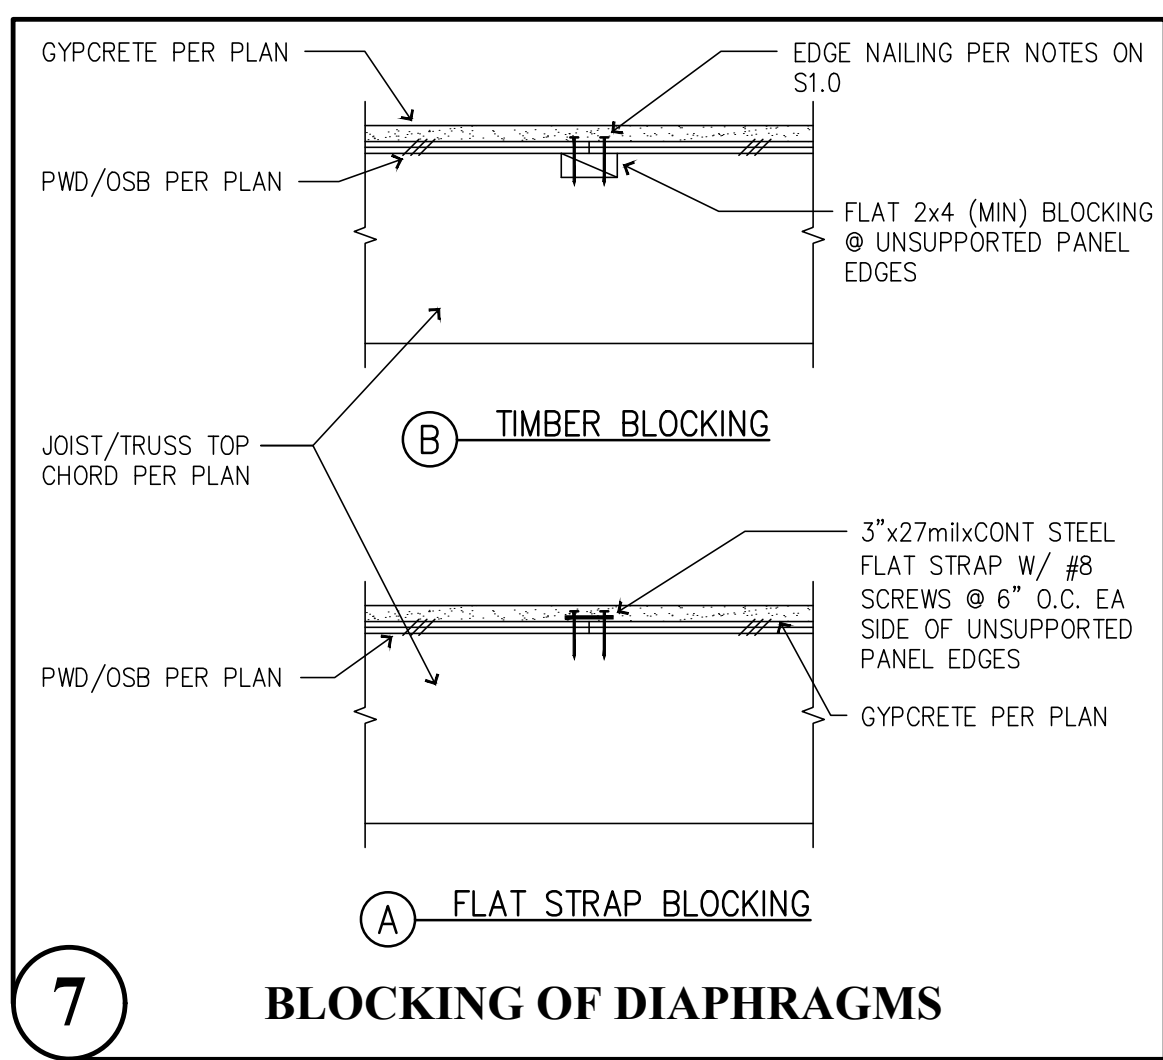 GYPCRETE PER PLAN
EDGE NAILING PER NOTES ON
S1.0
PWD/OSB PER PLAN
FLAT 2x4 (MIN) BLOCKING
@ UNSUPPORTED PANEL
EDGES
B TIMBER BLOCKING
JOIST/TRUSS TOP
CHORD PER PLAN
3"x27milxCONT STEEL
FLAT STRAP W/ #8
SCREWS @ 6" O.C. EA
SIDE OF UNSUPPORTED
PANEL EDGES
PWD/OSB PER PLAN
GYPCRETE PER PLAN
A FLAT STRAP BLOCKING
7 BLOCKING OF DIAPHRAGMS